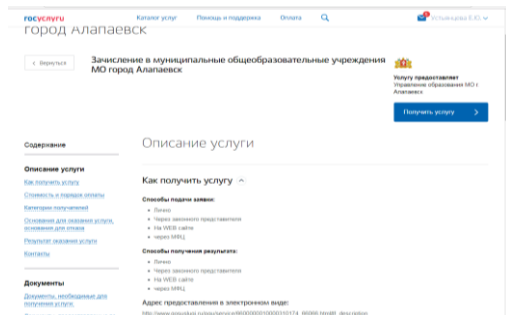 госуслуги Каталог услуг Помощь и поддержка Оплата
город Алапаевск
Вернуться
Зачисление в муниципальные общеобразовательные учреждения
МО город Алапаевск
Услугу предоставляет
Управление образования МО г.
Алапаевск
Получить услугу
Содержание
Описание услуги
Описание услуги
Как получить услугу
Стоимость и порядок оплаты
Категории получателей
Основания для оказания услуги,
основания для отказа
Результат оказания услуги
Контакты
Документы
Документы, необходимые для
получения услуги
Как получить услугу
Способы подачи заявки:
Лично
Через законного представителя
На WEB сайте
через МФЦ
Способы получения результата:
Лично
Через законного представителя
На WEB сайте
через МФЦ
Адрес предоставления в электронном виде: